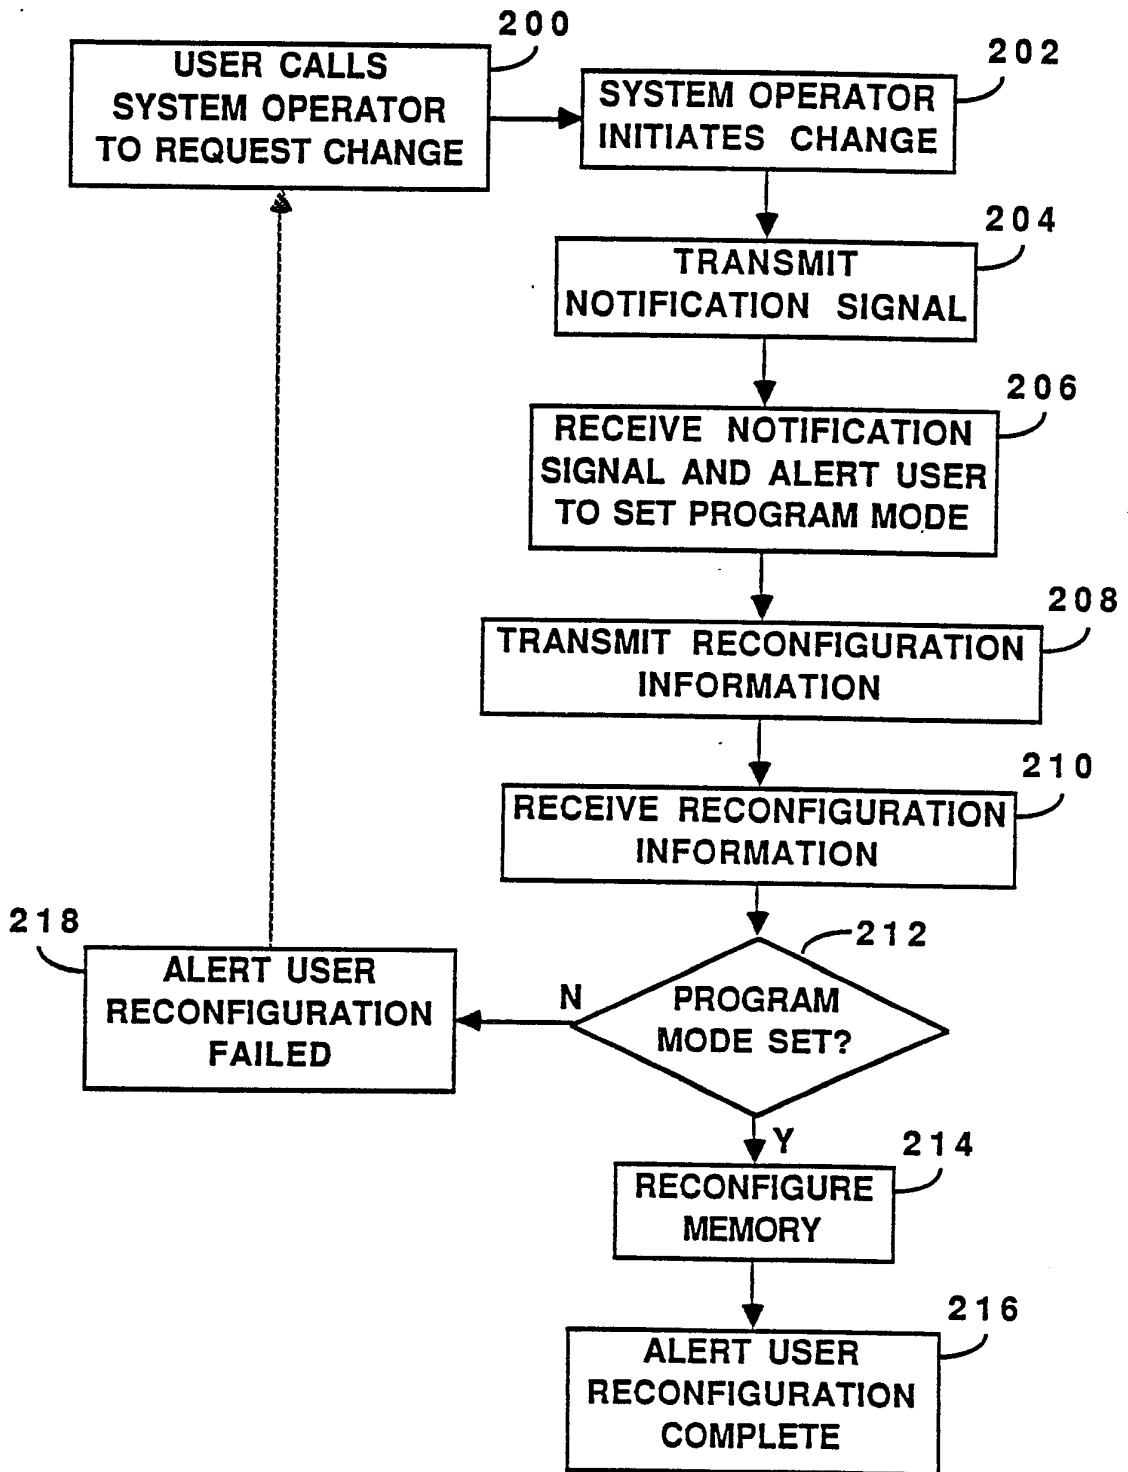 200
USER CALLS
SYSTEM OPERATOR
TO REQUEST CHANGE
202
SYSTEM OPERATOR
INITIATES CHANGE
204
TRANSMIT
NOTIFICATION SIGNAL
206
RECEIVE NOTIFICATION
SIGNAL AND ALERT USER
TO SET PROGRAM MODE
208
TRANSMIT RECONFIGURATION
INFORMATION
210
RECEIVE RECONFIGURATION
INFORMATION
212
PROGRAM
MODE SET?
N
218
ALERT USER
RECONFIGURATION
FAILED
Y
214
RECONFIGURE
MEMORY
216
ALERT USER
RECONFIGURATION
COMPLETE